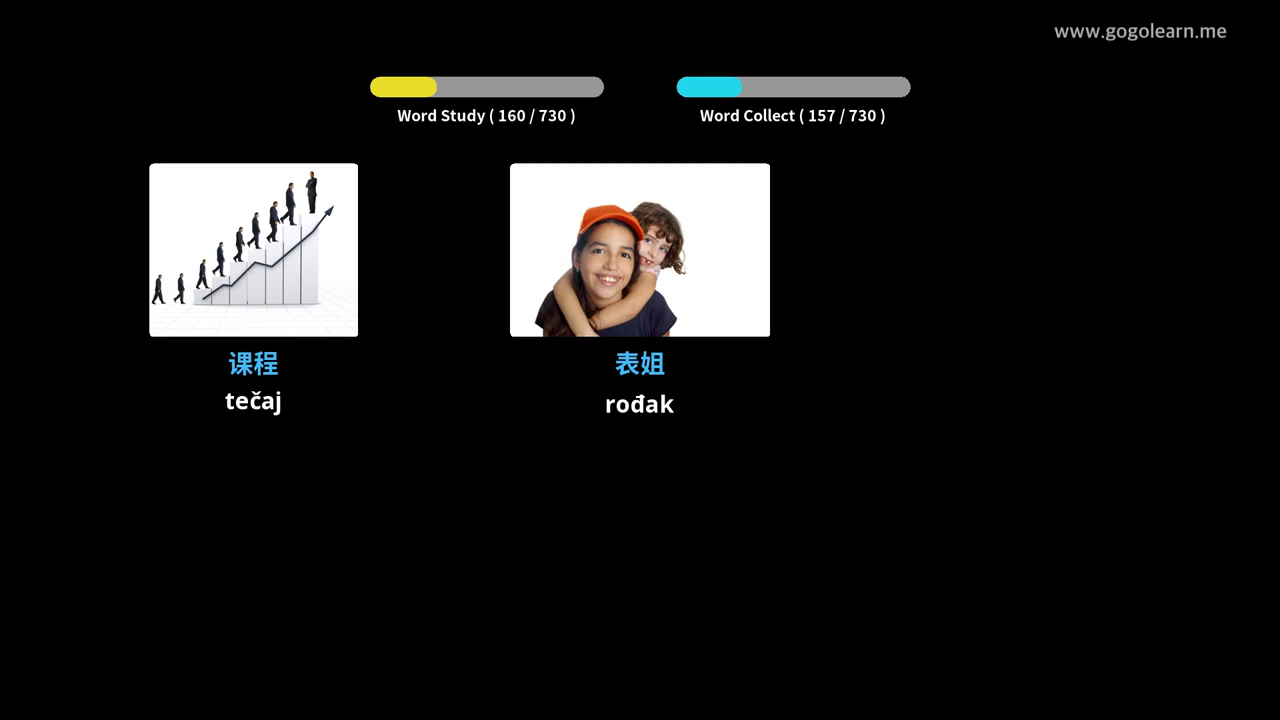 www.gogolearn.me
Word Study ( 160 / 730 )
Word Collect ( 157 / 730 )
课程
tečaj
表姐
rođak